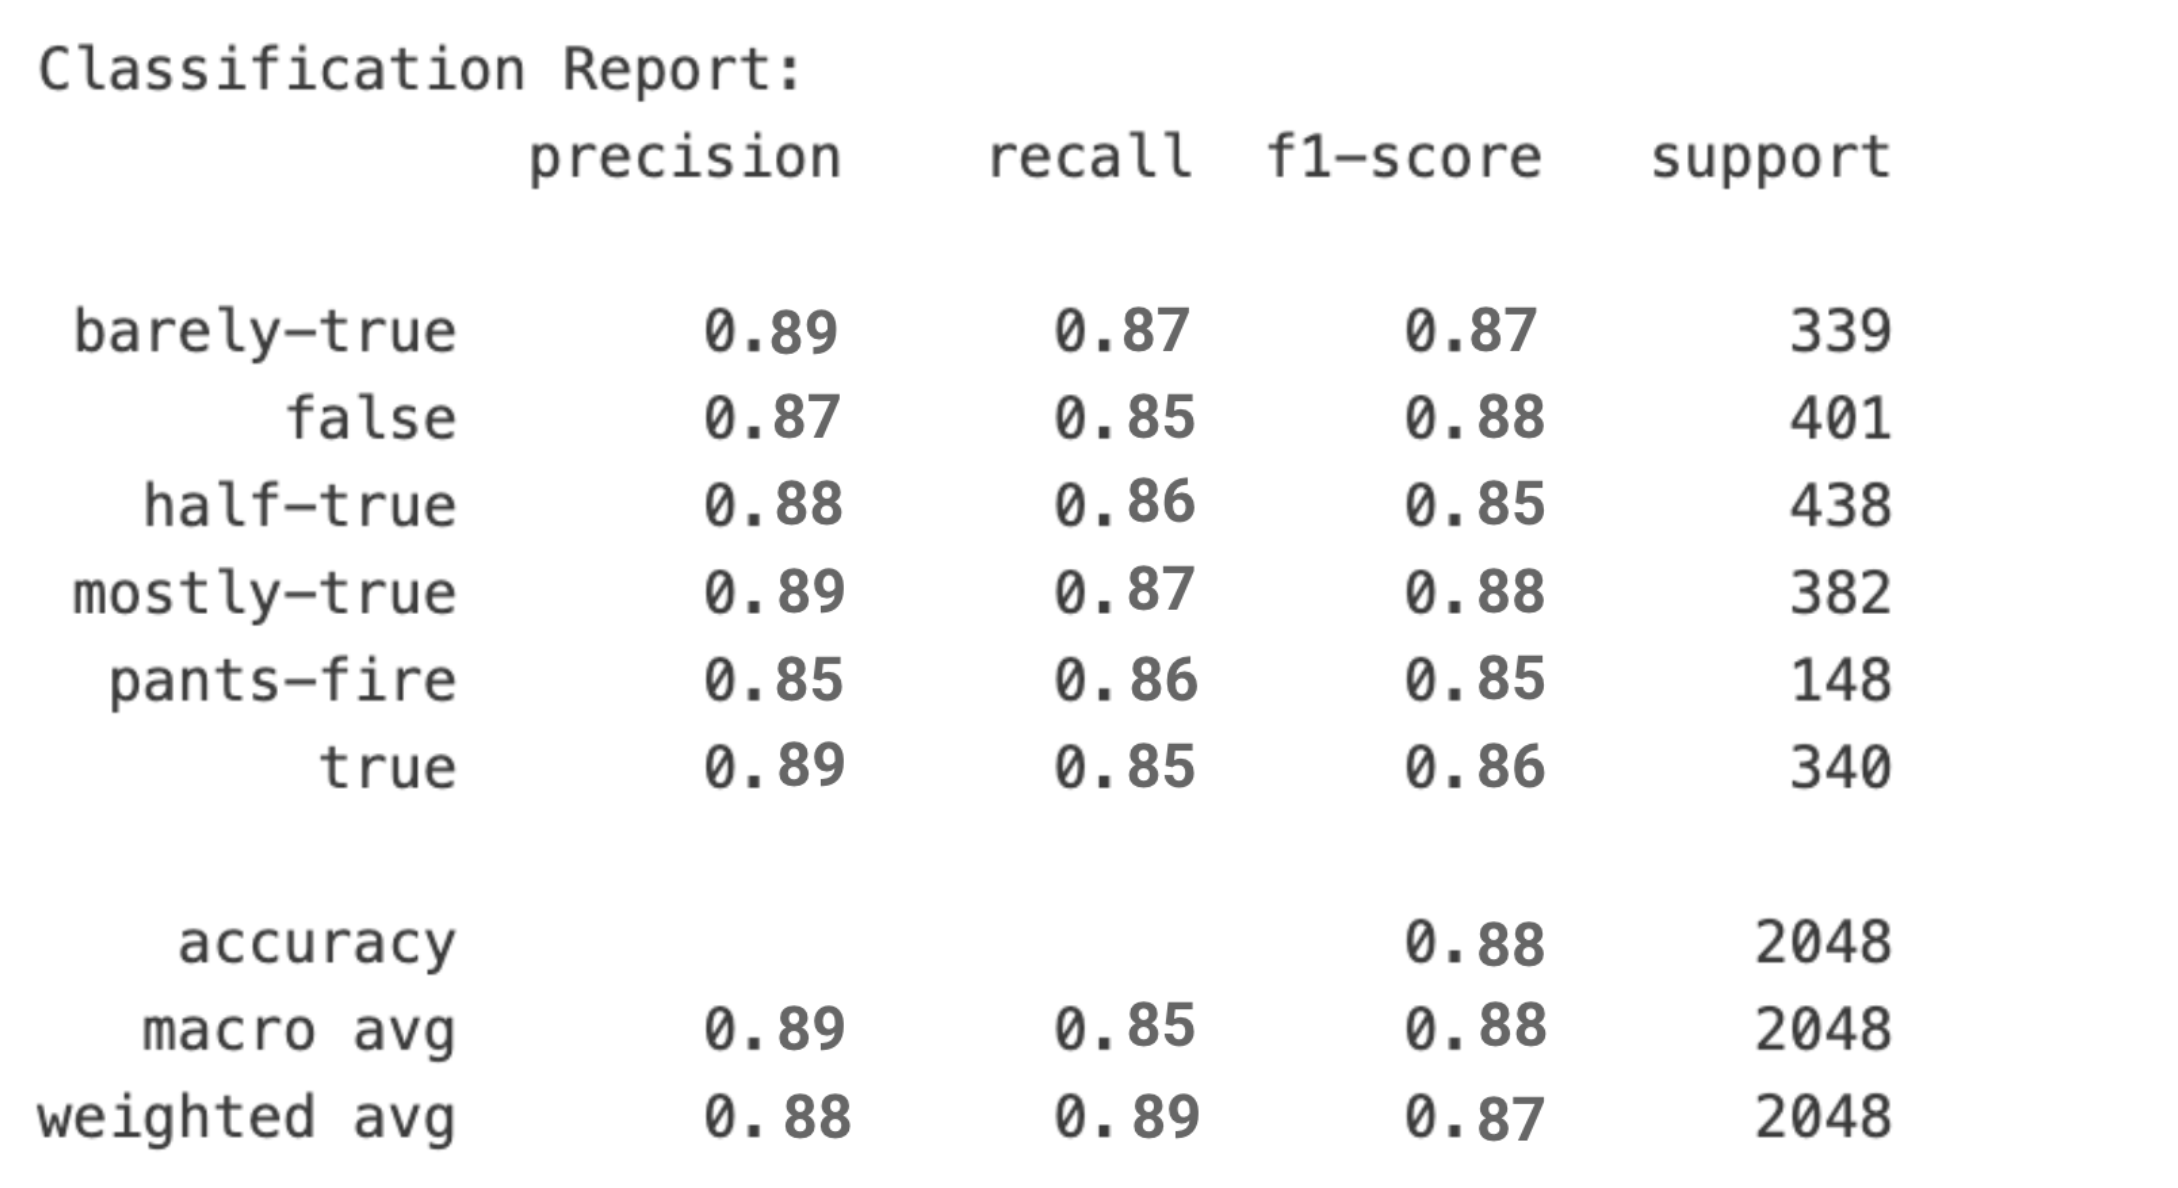 Classification Report:
precision recall f1-score support
barely-true 0.89 0.87 0.87 339
false 0.87 0.85 0.88 401
half-true 0.88 0.86 0.85 438
mostly-true 0.89 0.87 0.88 382
pants-fire 0.85 0.86 0.85 148
true 0.89 0.85 0.86 340
accuracy 0.88 2048
macro avg 0.89 0.85 0.88 2048
weighted avg 0.88 0.89 0.87 2048